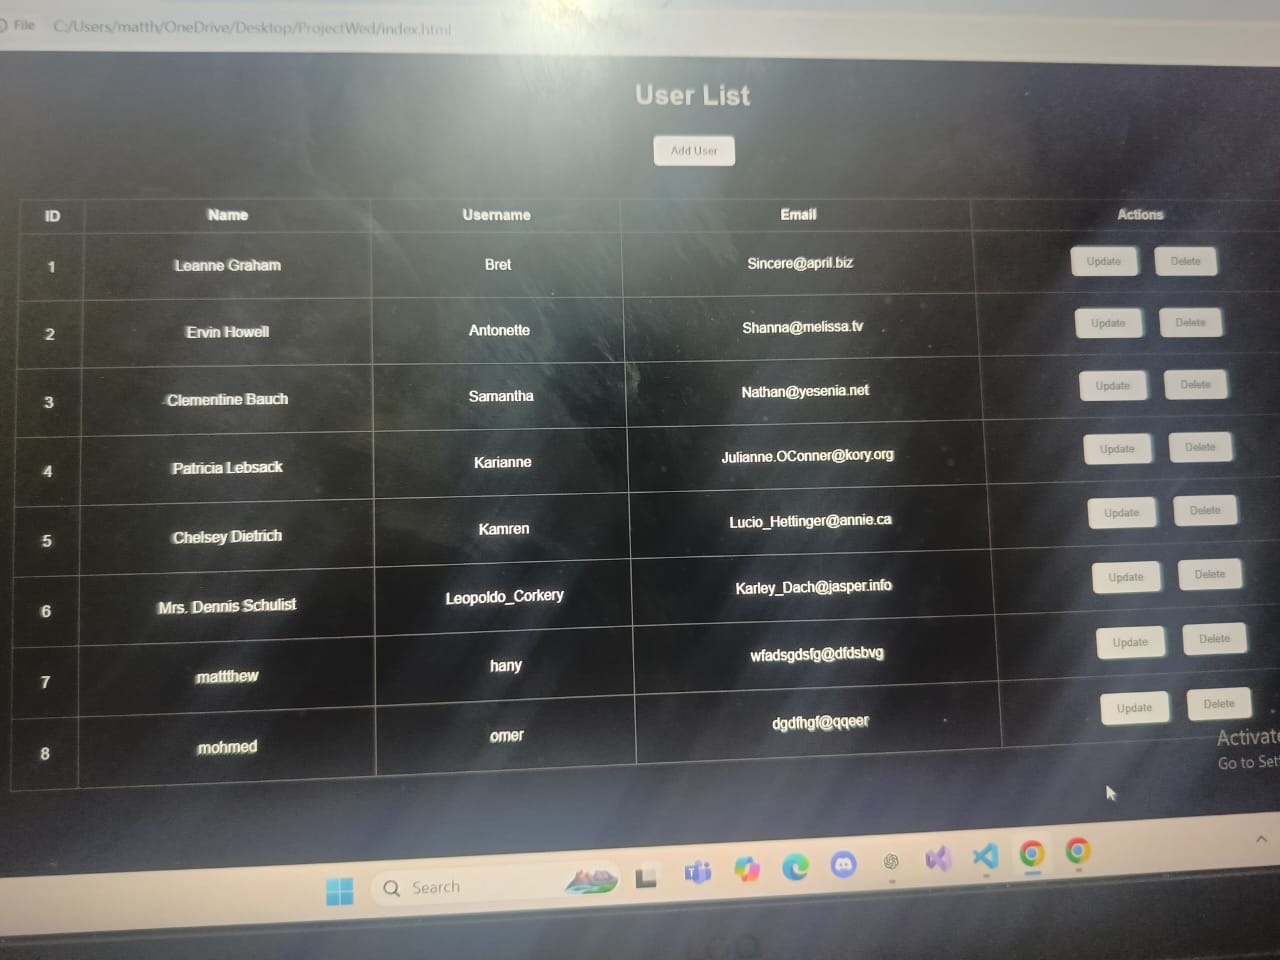 File C:/Users/matth/OneDrive/Desktop/ProjectWed/index.html
User List
Add User
ID Name Username Email Actions
1 Leanne Graham Bret Sincere@april.biz Update Delete
2 Ervin Howell Antonette Shanna@melissa.tv Update Delete
3 Clementine Bauch Samantha Nathan@yesenia.net Update Delete
4 Patricia Lebsack Karianne Julianne.OConner@kory.org Update Delete
5 Chelsey Dietrich Kamren Lucio_Hettinger@annie.ca Update Delete
6 Mrs. Dennis Schulist Leopoldo_Corkery Karley_Dach@jasper.info Update Delete
7 mattthew hany wfadsgdsfg@dfdsbvg Update Delete
8 mohmed omer dgdfhgf@qqeer Update Delete
Activate
Go to Set
Search